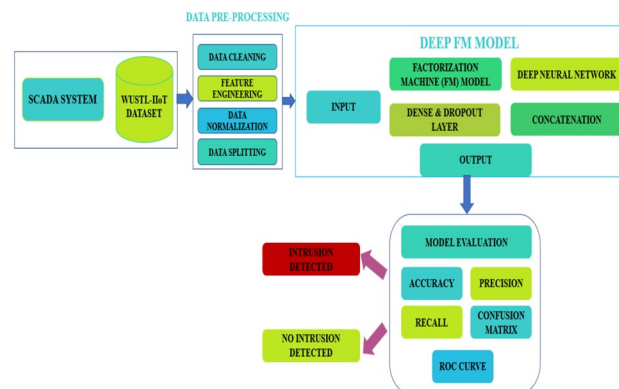 DATA PRE-PROCESSING
SCADA SYSTEM
WUSTL-IIoT
DATASET
DATA CLEANING
FEATURE
ENGINEERING
DATA
NORMALIZATION
DATA SPLITTING
DEEP FM MODEL
INPUT
FACTORIZATION
MACHINE (FM) MODEL
DEEP NEURAL NETWORK
DENSE & DROPOUT
LAYER
CONCATENATION
OUTPUT
MODEL EVALUATION
ACCURACY
PRECISION
RECALL
CONFUSION
MATRIX
ROC CURVE
INTRUSION
DETECTED
NO INTRUSION
DETECTED